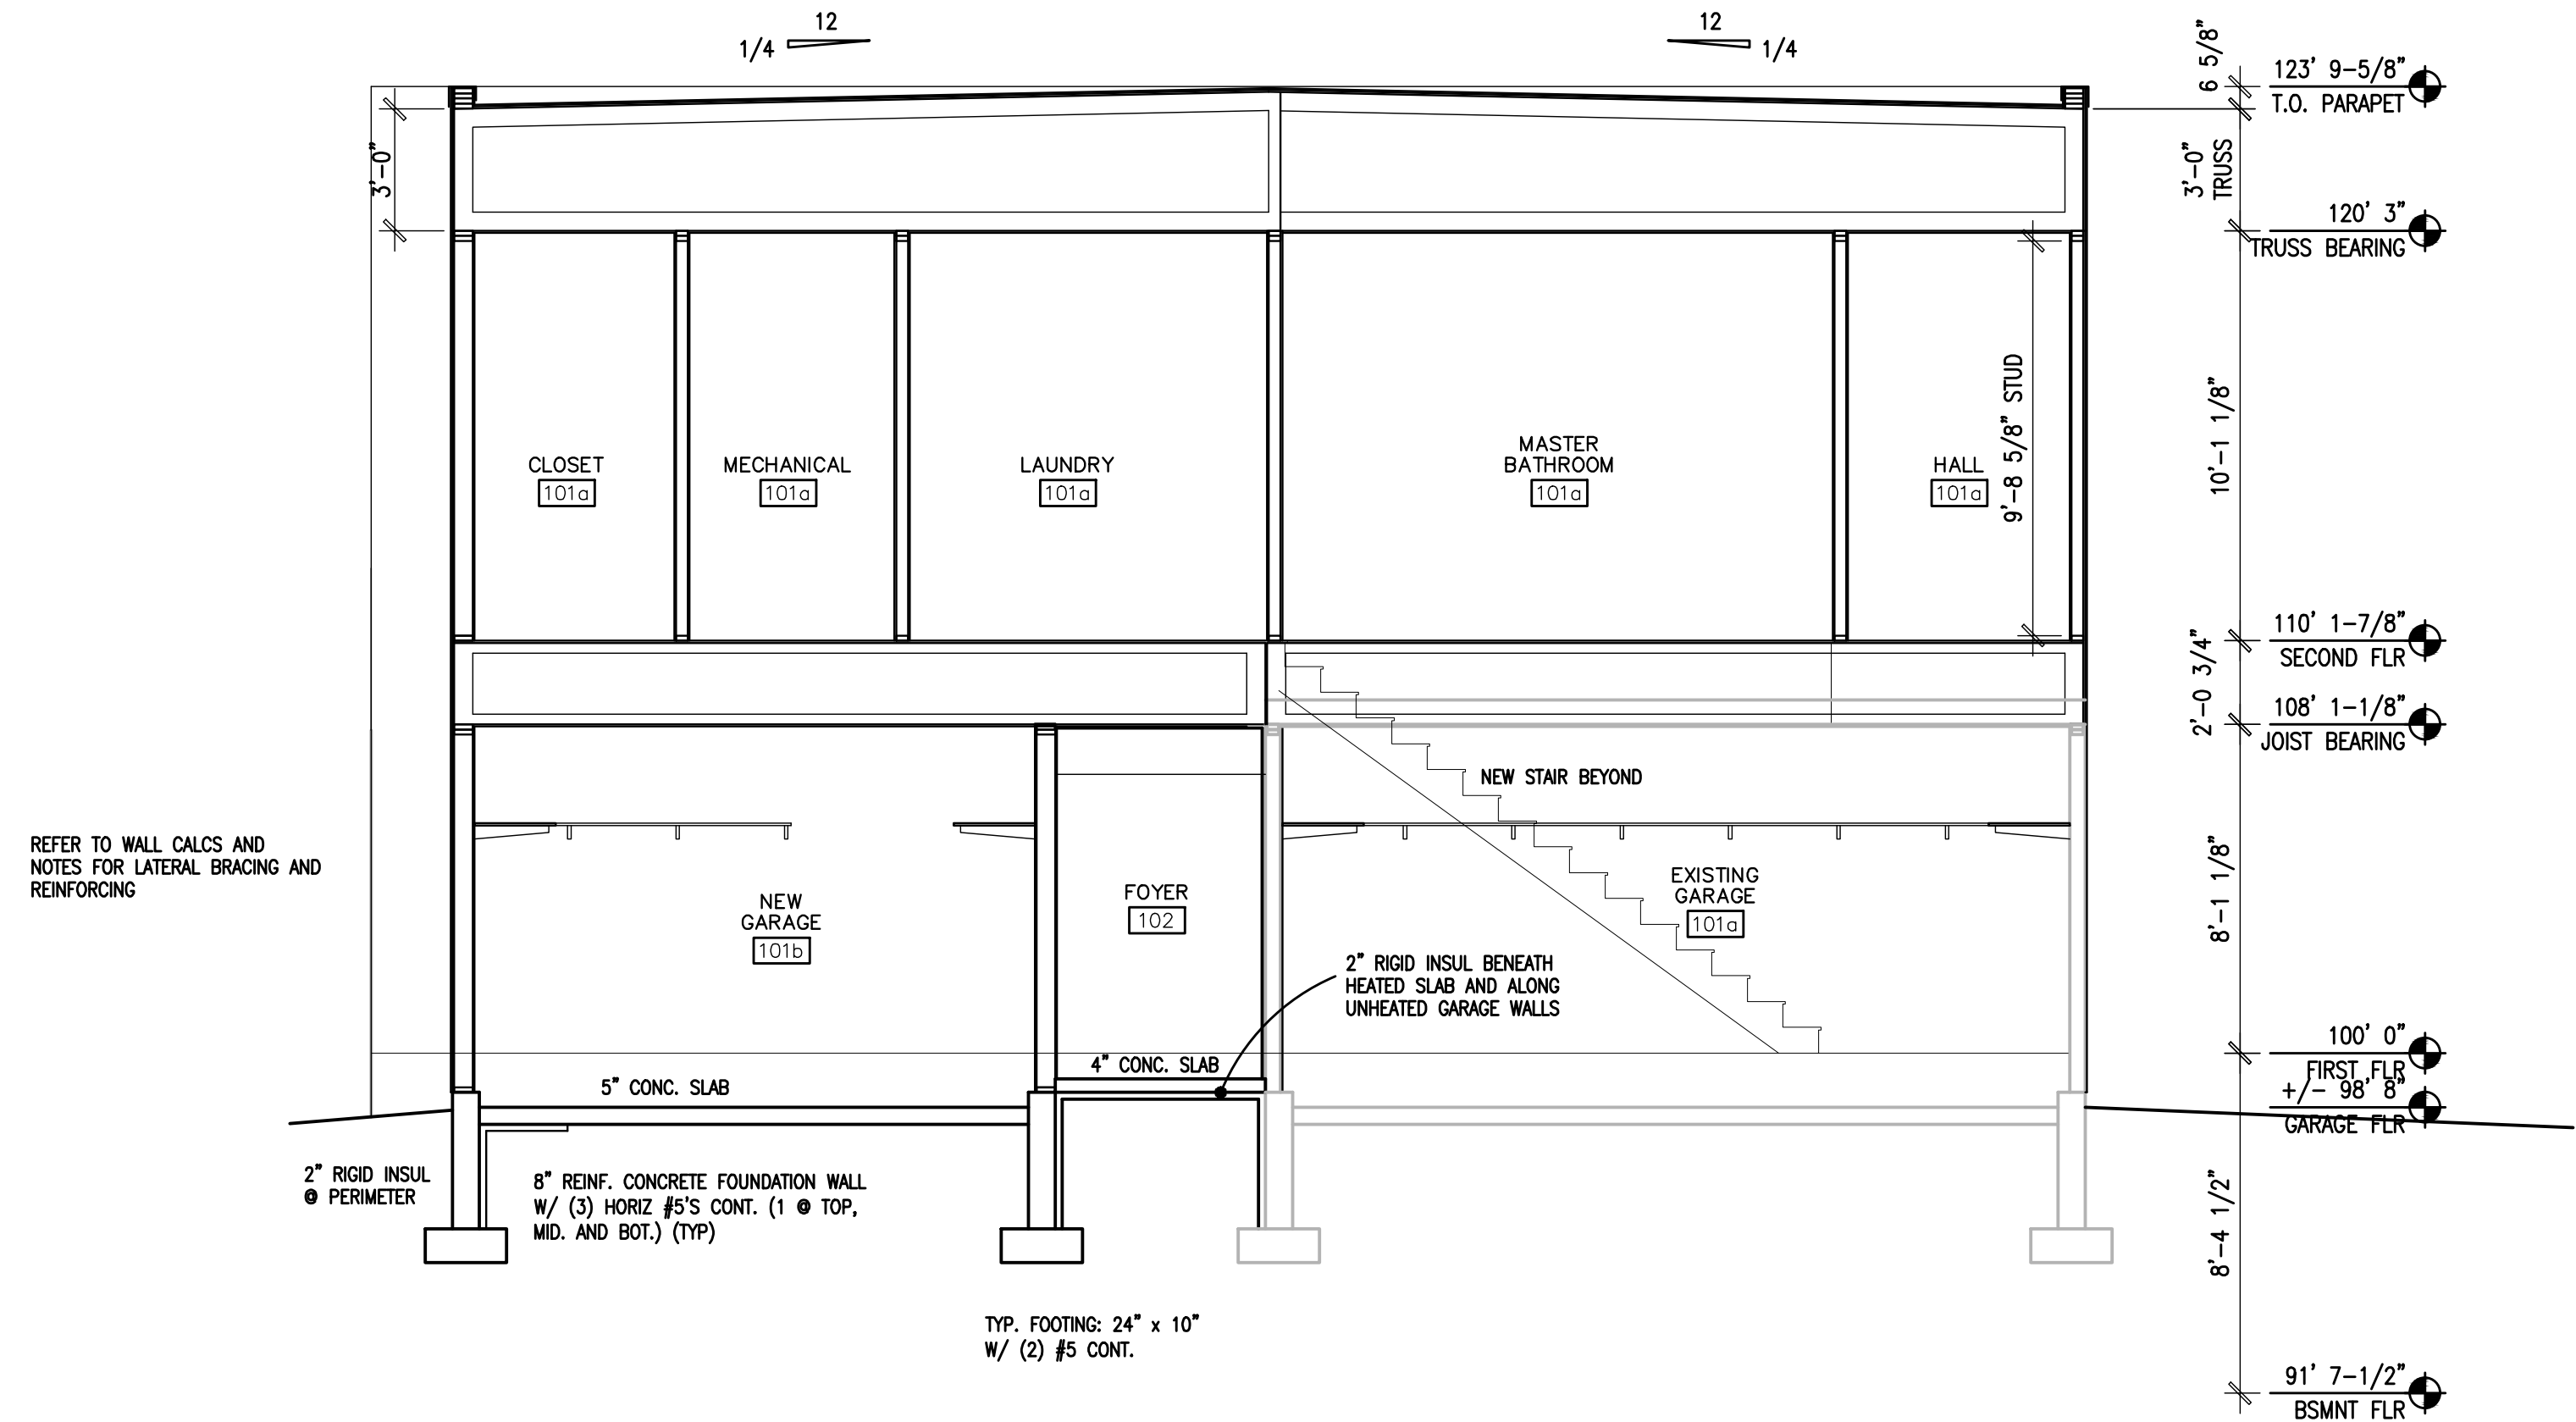 12
1/4
12
1/4
6 5/8"
123' 9-5/8"
T.O. PARAPET
3'-0"
3'-0"
TRUSS
120' 3"
TRUSS BEARING
10'-1 1/8"
9'-8 5/8" STUD
CLOSET
101a
MECHANICAL
101a
LAUNDRY
101a
MASTER
BATHROOM
101a
HALL
101a
110' 1-7/8"
SECOND FLR
2'-0 3/4"
108' 1-1/8"
JOIST BEARING
NEW STAIR BEYOND
REFER TO WALL CALCS AND
NOTES FOR LATERAL BRACING AND
REINFORCING
NEW
GARAGE
101b
FOYER
102
EXISTING
GARAGE
101a
8'-1 1/8"
2" RIGID INSUL BENEATH
HEATED SLAB AND ALONG
UNHEATED GARAGE WALLS
100' 0"
FIRST FLR
+/- 98' 8"
GARAGE FLR
4" CONC. SLAB
5" CONC. SLAB
2" RIGID INSUL
@ PERIMETER
8" REINF. CONCRETE FOUNDATION WALL
W/ (3) HORIZ #5'S CONT. (1 @ TOP,
MID. AND BOT.) (TYP)
8'-4 1/2"
TYP. FOOTING: 24" x 10"
W/ (2) #5 CONT.
91' 7-1/2"
BSMNT FLR